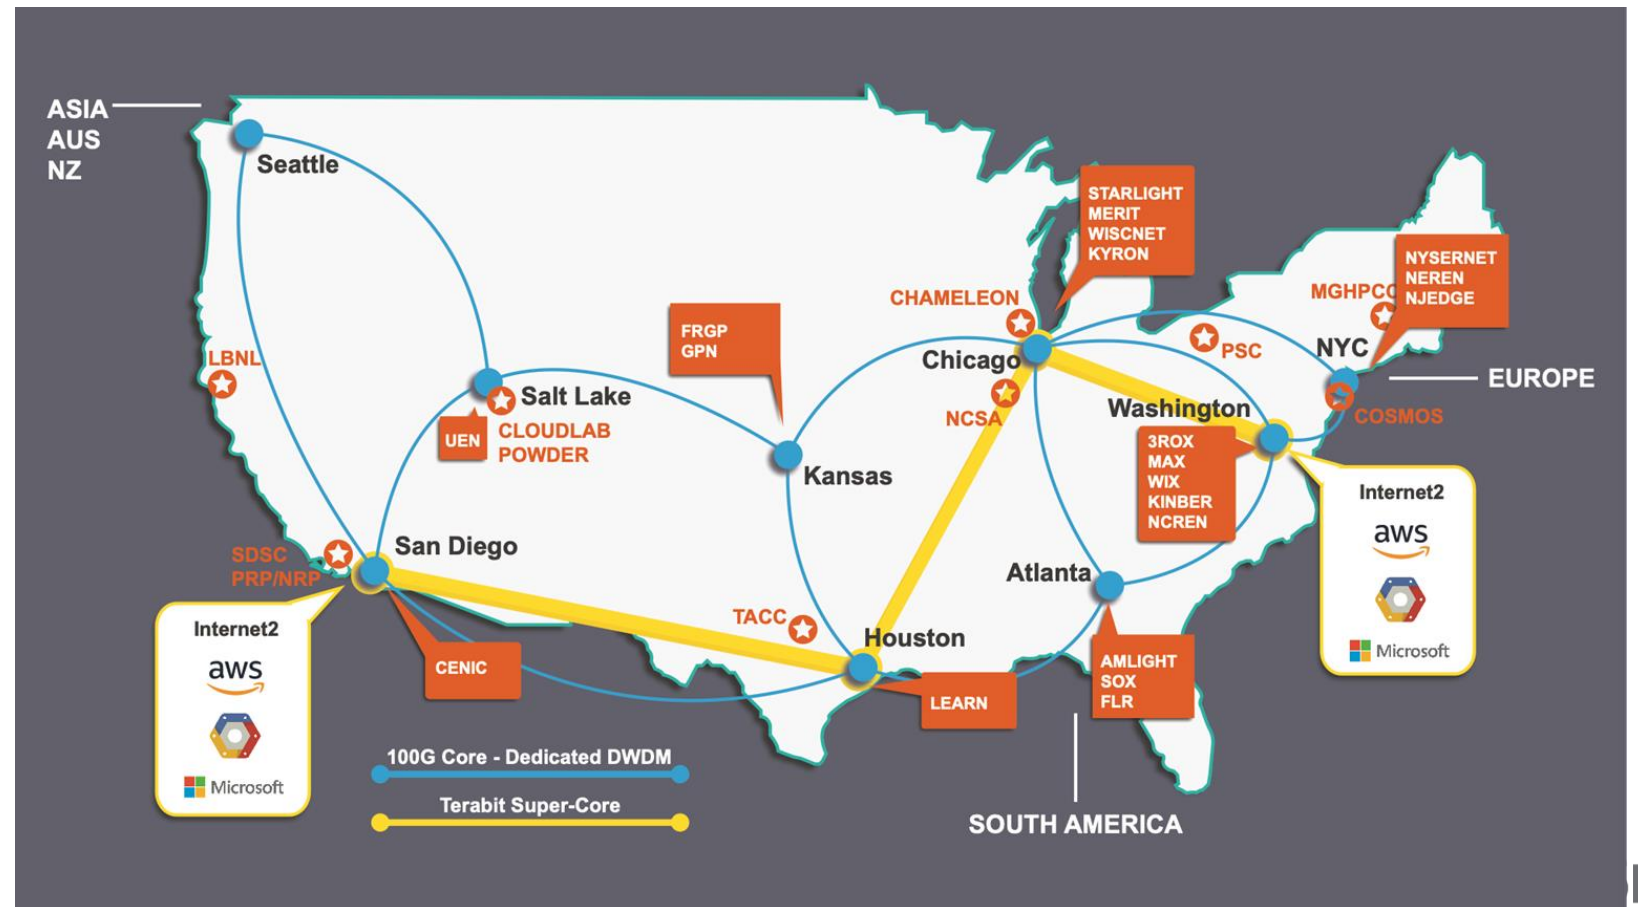 ASIA
AUS
NZ
Seattle
STARLIGHT
MERIT
WISCNET
KYRON
NYSERNET
NEREN
NJEDGE
CHAMELEON
MGHPCC
FRGP
GPN
LBNL
Chicago
PSC
NYC
EUROPE
Salt Lake
UEN
CLOUDLAB
POWDER
NCSA
Washington
COSMOS
3ROX
MAX
WIX
KINBER
NCREN
Kansas
Internet2
aws
Microsoft
San Diego
SDSC
PRP/NRP
Atlanta
TACC
Houston
Internet2
aws
Microsoft
CENIC
LEARN
AMLIGHT
SOX
FLR
100G Core - Dedicated DWDM
Terabit Super-Core
SOUTH AMERICA